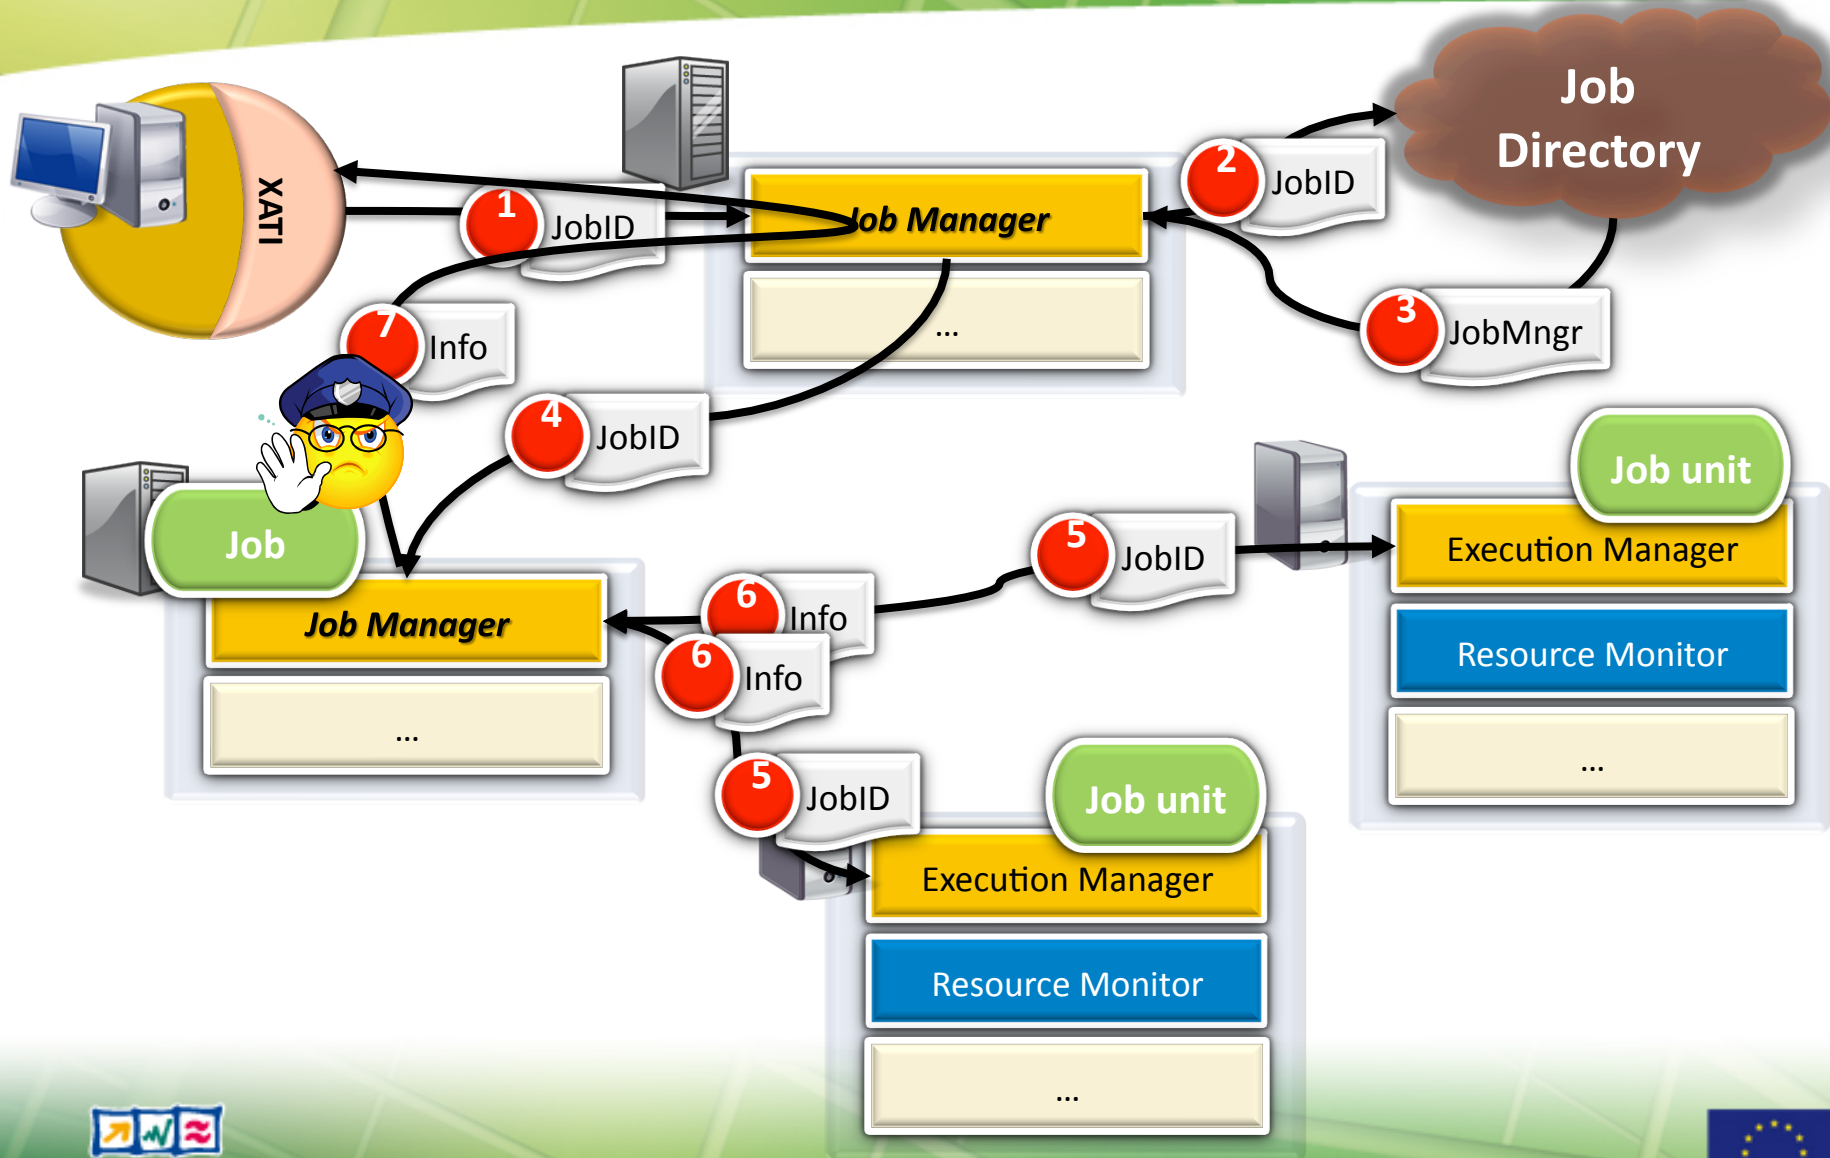 Job
Directory
XATI
1
JobID
Job Manager
...
2
JobID
3
JobMngr
7
Info
4
JobID
Job
Job Manager
...
5
JobID
6
Info
6
Info
5
JobID
Job unit
Execution Manager
Resource Monitor
...
Job unit
Execution Manager
Resource Monitor
...